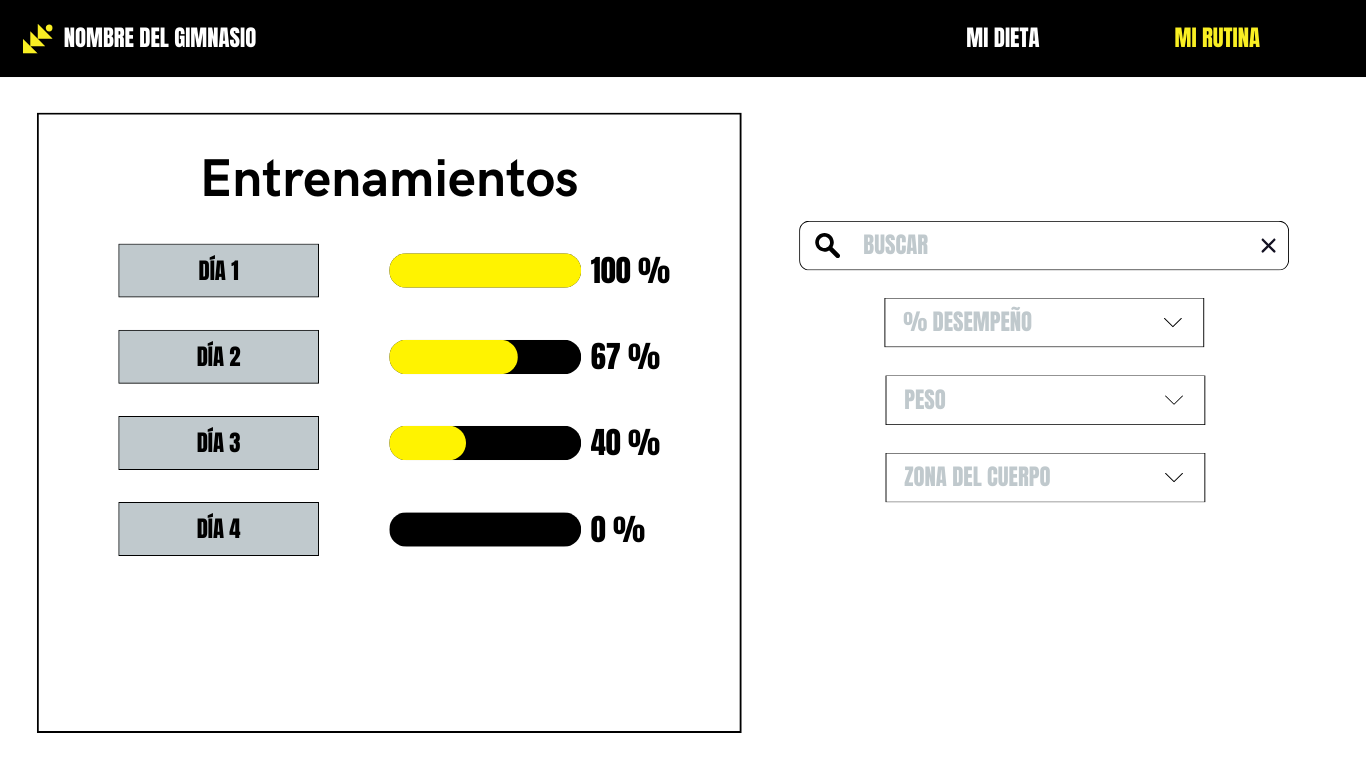 NOMBRE DEL GIMNASIO
MI DIETA
MI RUTINA
Entrenamientos
DÍA 1
100 %
DÍA 2
67 %
DÍA 3
40 %
DÍA 4
0 %
BUSCAR
% DESEMPEÑO
PESO
ZONA DEL CUERPO